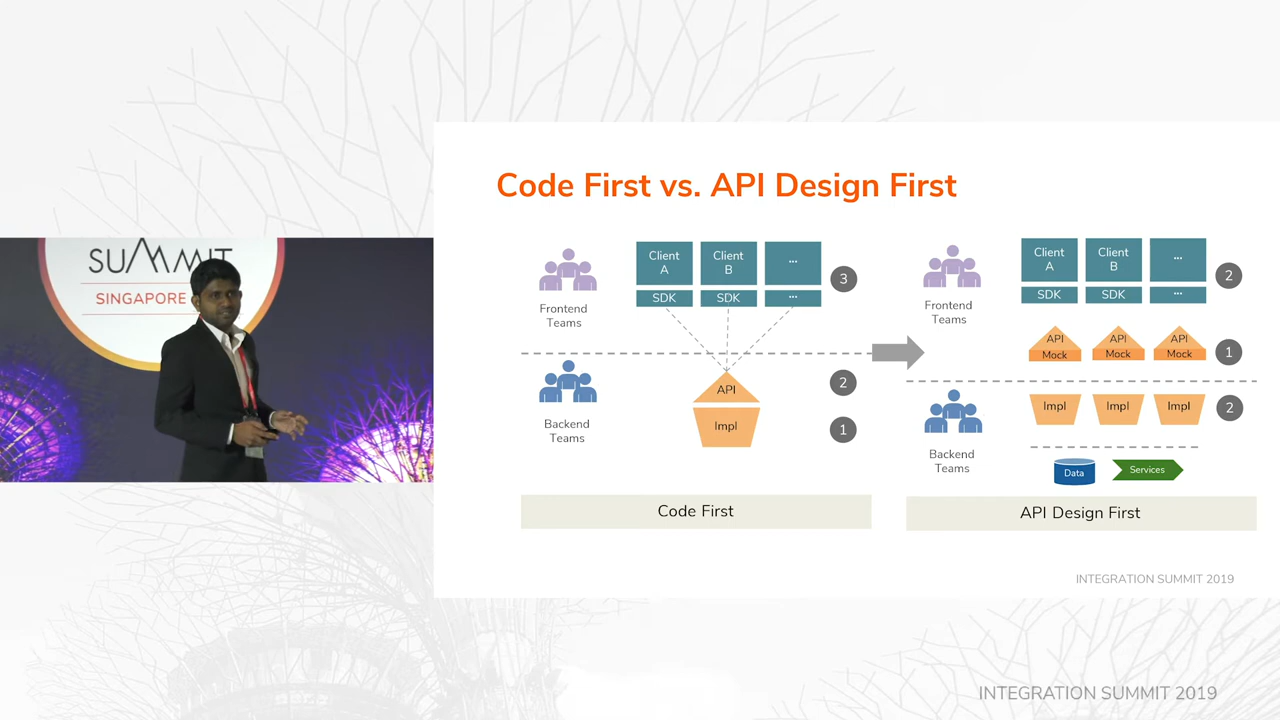 SUMMIT
SINGAPORE
Code First vs. API Design First
Frontend
Teams
Client
A
Client
B
...
SDK
SDK
...
3
Backend
Teams
API
2
Impl
1
Code First
Frontend
Teams
Client
A
Client
B
...
SDK
SDK
...
2
API
Mock
API
Mock
API
Mock
1
Backend
Teams
Impl
Impl
Impl
2
Data
Services
API Design First
INTEGRATION SUMMIT 2019
INTEGRATION SUMMIT 2019